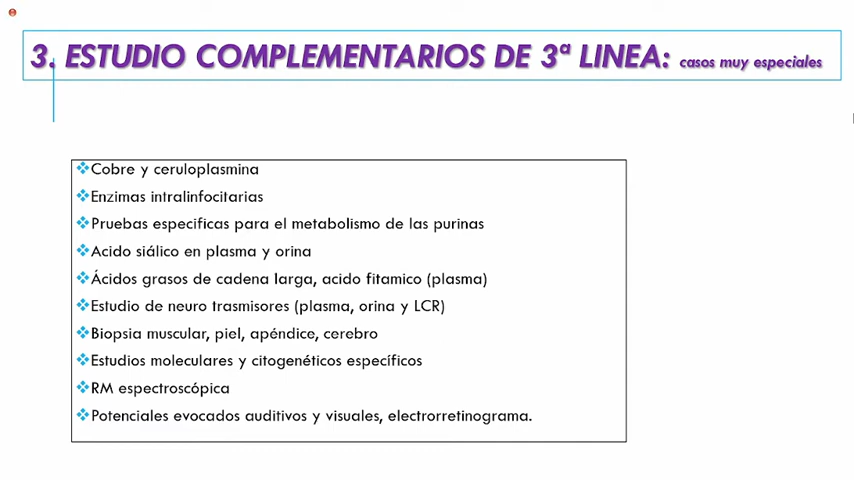 3. ESTUDIO COMPLEMENTARIOS DE 3ª LINEA: casos muy especiales
❖Cobre y ceruloplasmina
❖Enzimas intralinfocitarias
❖Pruebas especificas para el metabolismo de las purinas
❖Acido siálico en plasma y orina
❖Ácidos grasos de cadena larga, acido fitamico (plasma)
❖Estudio de neuro trasmisores (plasma, orina y LCR)
❖Biopsia muscular, piel, apéndice, cerebro
❖Estudios moleculares y citogenéticos específicos
❖RM espectroscópica
❖Potenciales evocados auditivos y visuales, electrorretinograma.